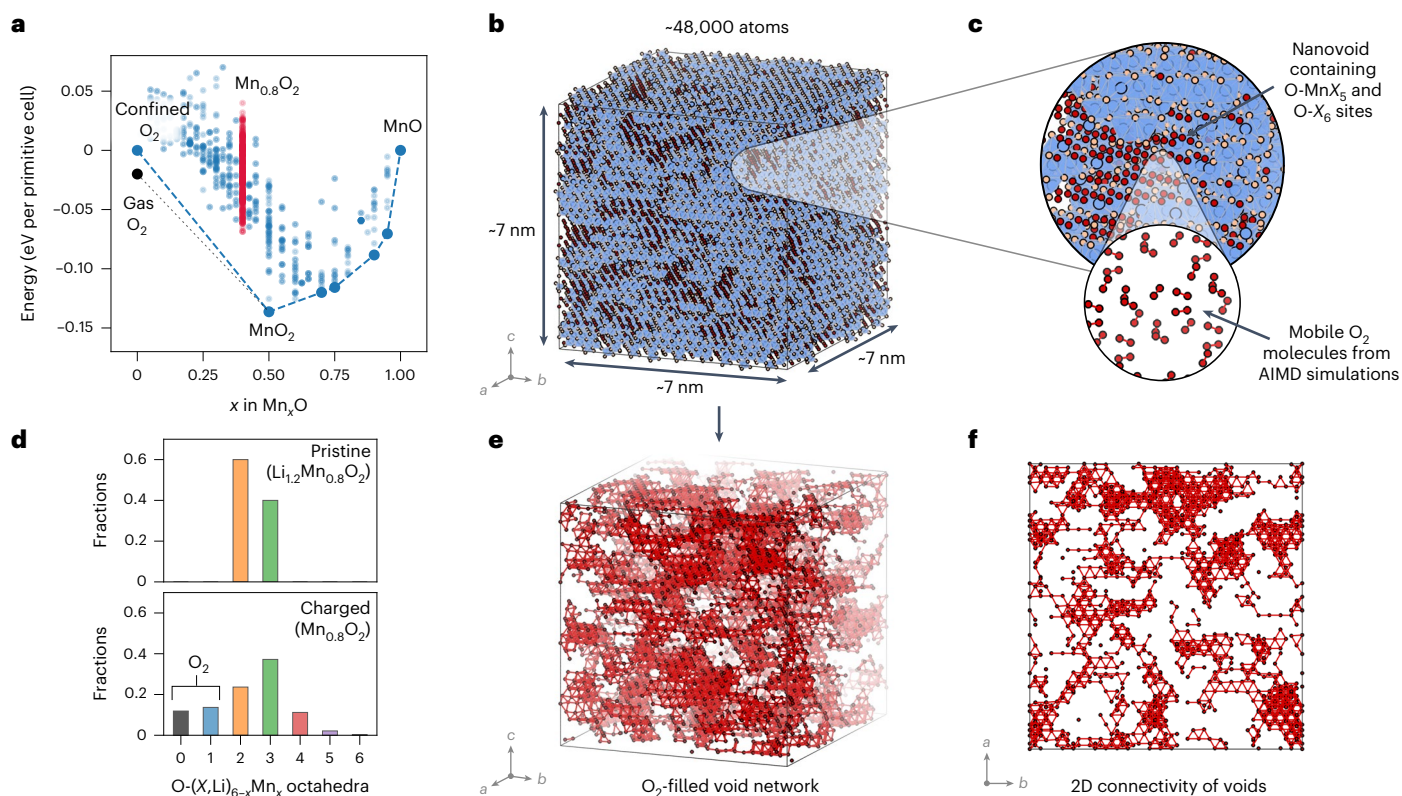 a
Energy (eV per primitive cell)
0.05
0
−0.05
−0.10
−0.15
Confined
O2
Gas
O2
Mn0.8O2
MnO
MnO2
0
0.25
0.50
0.75
1.00
x in MnxO
b
~48,000 atoms
~7 nm
~7 nm
~7 nm
c
a
b
c
Nanovoid
containing
O-MnX5 and
O-X6 sites
Mobile O2
molecules from
AIMD simulations
d
Fractions
0.6
0.4
0.2
0
Pristine
(Li1.2Mn0.8O2)
Fractions
0.6
0.4
0.2
0
Charged
(Mn0.8O2)
O2
0 1 2 3 4 5 6
O-(X,Li)6−xMnx octahedra
e
c
a
b
O2-filled void network
f
a
b
2D connectivity of voids